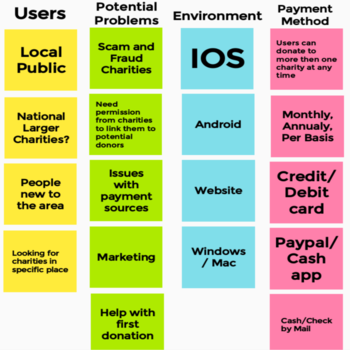 Users
Potential
Problems
Environment
Payment
Method
Local
Public
National
Larger
Charities?
People
new to
the area
Looking for
charities in
specific place
Scam and
Fraud
Charities
Need
permission
from charities
to link them to
potential
donors
Issues
with
payment
sources
Marketing
Help with
first
donation
IOS
Android
Website
Windows
/ Mac
Users can
donate to
more then one
charity at any
time
Monthly,
Annualy,
Per Basis
Credit/
Debit
card
Paypal/
Cash
app
Cash/Check
by Mail